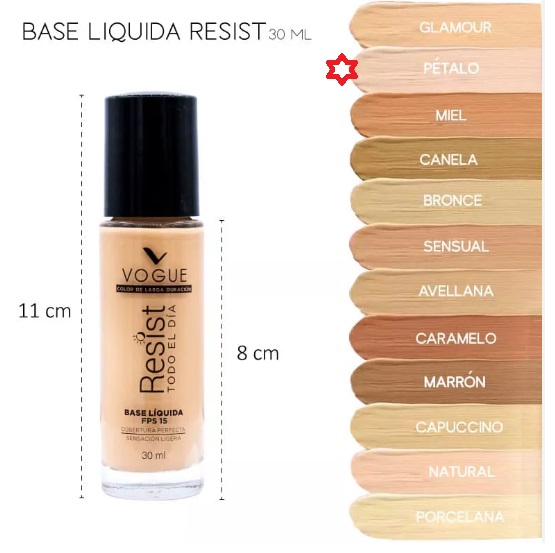 BASE LIQUIDA RESIST 30 ML
GLAMOUR
PÉTALO
MIEL
CANELA
BRONCE
SENSUAL
AVELLANA
CARAMELO
MARRÓN
CAPUCCINO
NATURAL
PORCELANA
11 cm
8 cm
VOGUE
COLOR DE LARGA DURACIÓN
Resist
TODO EL DÍA
BASE LÍQUIDA
FPS 15
COBERTURA PERFECTA
SENSACIÓN LIGERA
30 ml